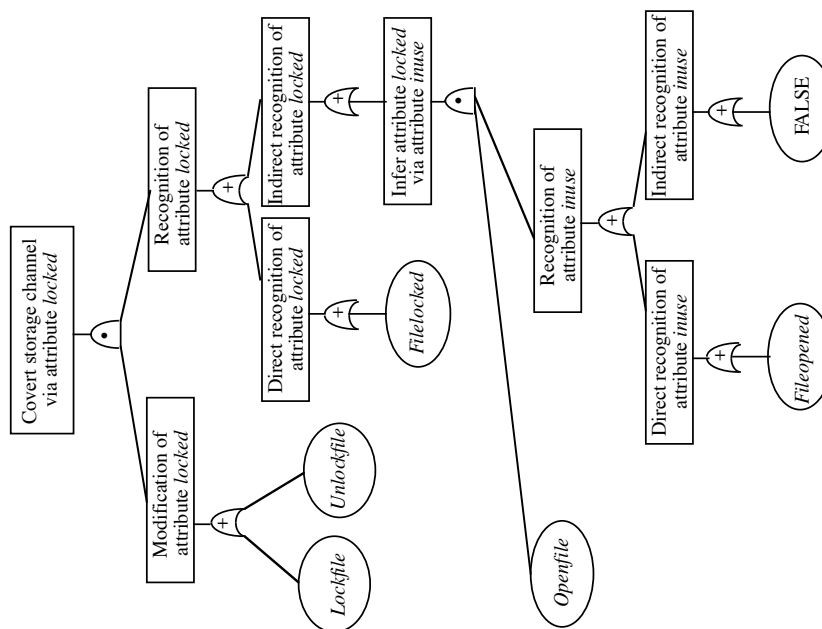 Covert storage channel
via attribute locked
•
Modification of
attribute locked
Recognition of
attribute locked
+
+
Lockfile
Unlockfile
Direct recognition of
attribute locked
Indirect recognition of
attribute locked
+
+
Filelocked
Infer attribute locked
via attribute inuse
•
Openfile
Recognition of
attribute inuse
+
Direct recognition of
attribute inuse
Indirect recognition of
attribute inuse
+
+
Fileopened
FALSE